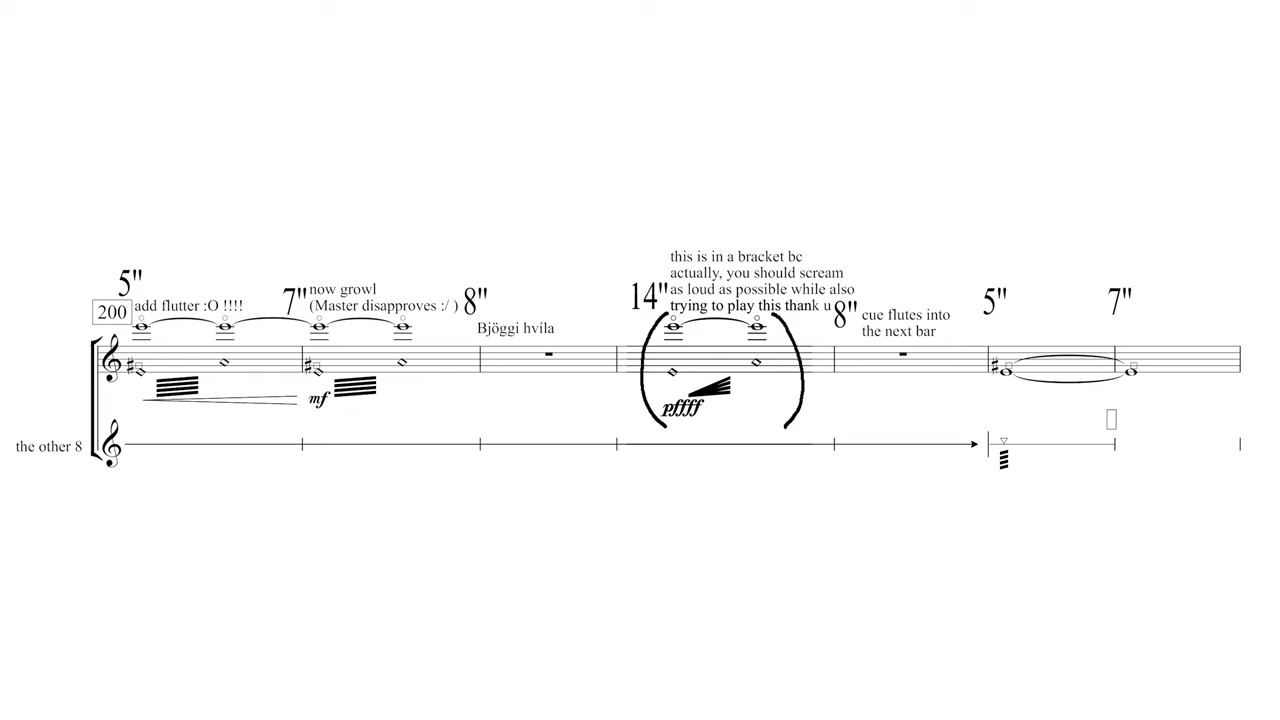 5"
200
add flutter :O !!!!
7"
now growl
(Master disapproves :/ )
8"
Bjöggi hvíla
14"
this is in a bracket bc
actually, you should scream
as loud as possible while also
trying to play this thank u
8"
cue flutes into
the next bar
5"
7"
mf
pffff
the other 8